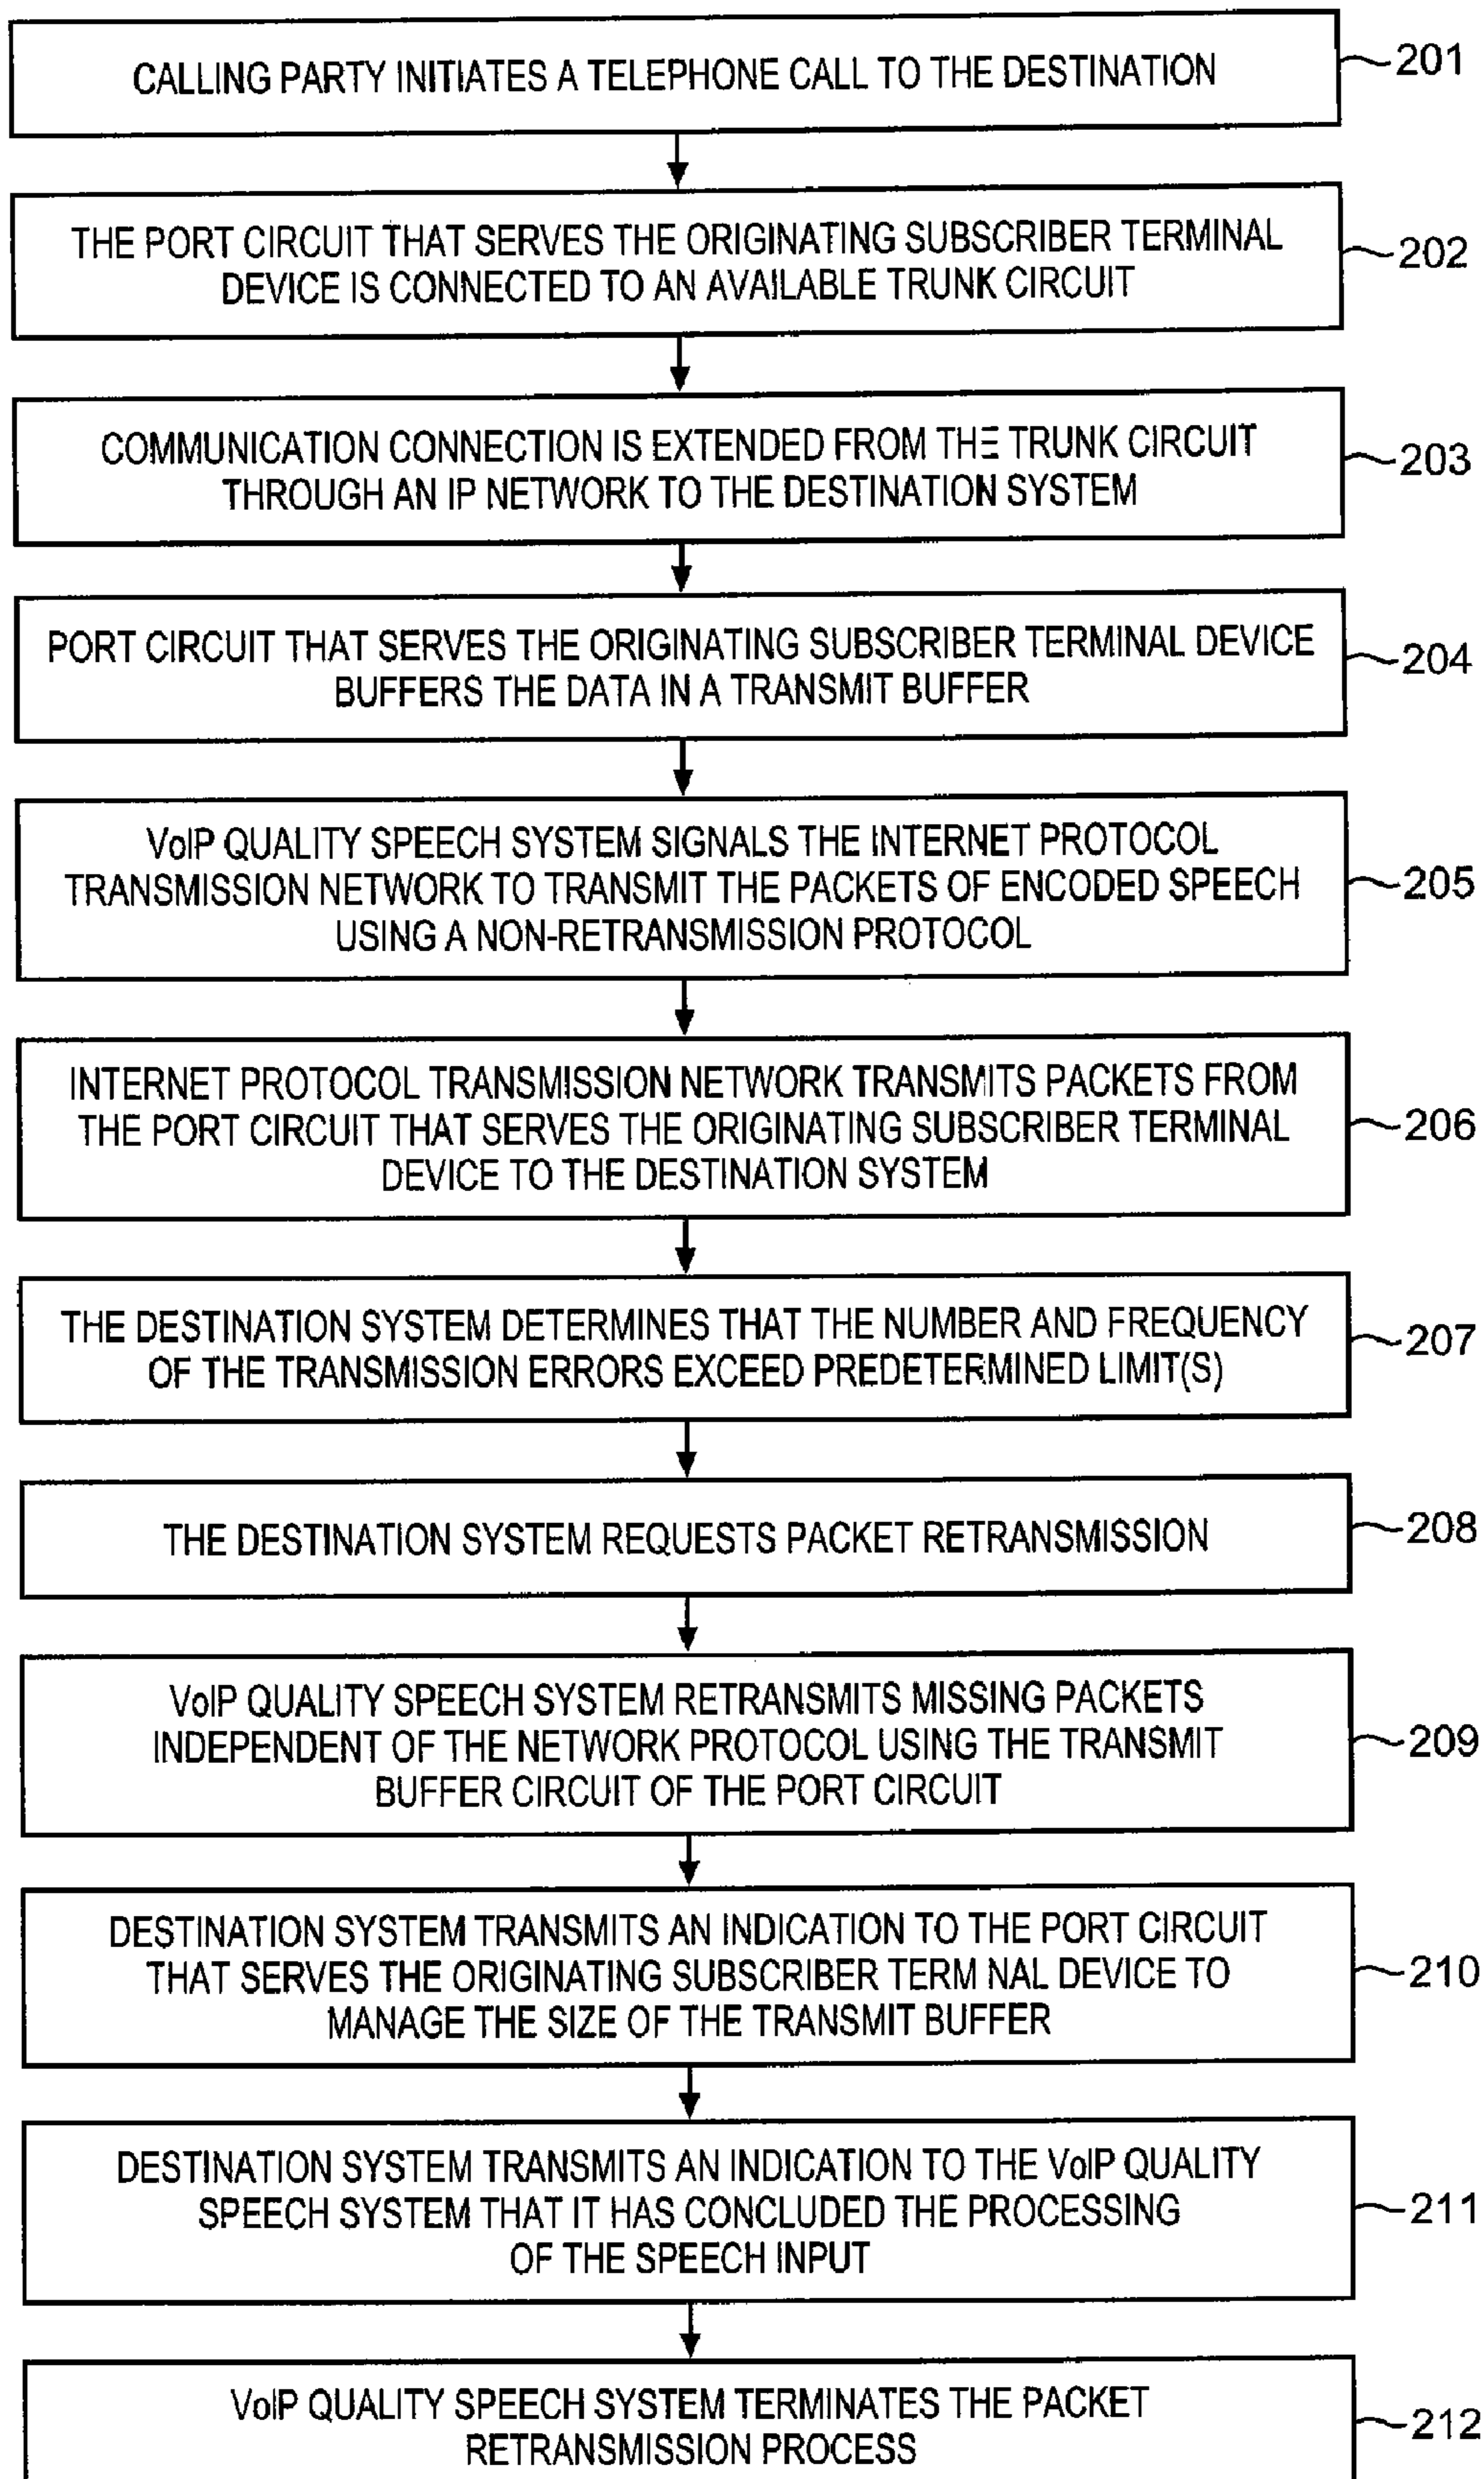 CALLING PARTY INITIATES A TELEPHONE CALL TO THE DESTINATION
201
THE PORT CIRCUIT THAT SERVES THE ORIGINATING SUBSCRIBER TERMINAL
DEVICE IS CONNECTED TO AN AVAILABLE TRUNK CIRCUIT
202
COMMUNICATION CONNECTION IS EXTENDED FROM THE TRUNK CIRCUIT
THROUGH AN IP NETWORK TO THE DESTINATION SYSTEM
203
PORT CIRCUIT THAT SERVES THE ORIGINATING SUBSCRIBER TERMINAL DEVICE
BUFFERS THE DATA IN A TRANSMIT BUFFER
204
VoIP QUALITY SPEECH SYSTEM SIGNALS THE INTERNET PROTOCOL
TRANSMISSION NETWORK TO TRANSMIT THE PACKETS OF ENCODED SPEECH
USING A NON-RETRANSMISSION PROTOCOL
205
INTERNET PROTOCOL TRANSMISSION NETWORK TRANSMITS PACKETS FROM
THE PORT CIRCUIT THAT SERVES THE ORIGINATING SUBSCRIBER TERMINAL
DEVICE TO THE DESTINATION SYSTEM
206
THE DESTINATION SYSTEM DETERMINES THAT THE NUMBER AND FREQUENCY
OF THE TRANSMISSION ERRORS EXCEED PREDETERMINED LIMIT(S)
207
THE DESTINATION SYSTEM REQUESTS PACKET RETRANSMISSION
208
VoIP QUALITY SPEECH SYSTEM RETRANSMITS MISSING PACKETS
INDEPENDENT OF THE NETWORK PROTOCOL USING THE TRANSMIT
BUFFER CIRCUIT OF THE PORT CIRCUIT
209
DESTINATION SYSTEM TRANSMITS AN INDICATION TO THE PORT CIRCUIT
THAT SERVES THE ORIGINATING SUBSCRIBER TERM NAL DEVICE TO
MANAGE THE SIZE OF THE TRANSMIT BUFFER
210
DESTINATION SYSTEM TRANSMITS AN INDICATION TO THE VoIP QUALITY
SPEECH SYSTEM THAT IT HAS CONCLUDED THE PROCESSING
OF THE SPEECH INPUT
211
VoIP QUALITY SPEECH SYSTEM TERMINATES THE PACKET
RETRANSMISSION PROCESS
212